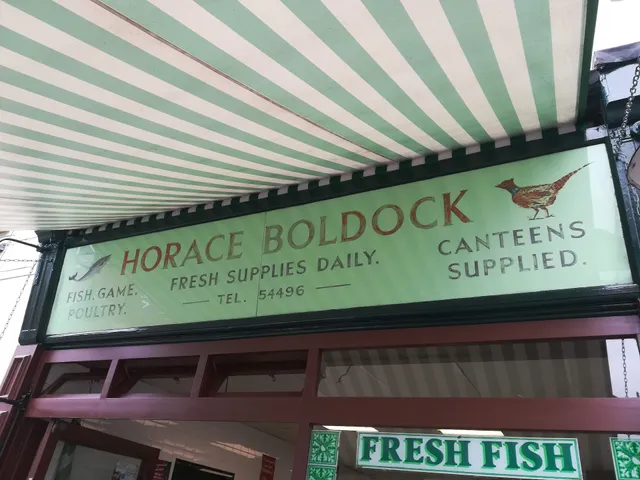 HORACE BOLDOCK
FISH. GAME.
POULTRY.
FRESH SUPPLIES DAILY.
TEL. 54496
CANTEENS
SUPPLIED.
FRESH FISH